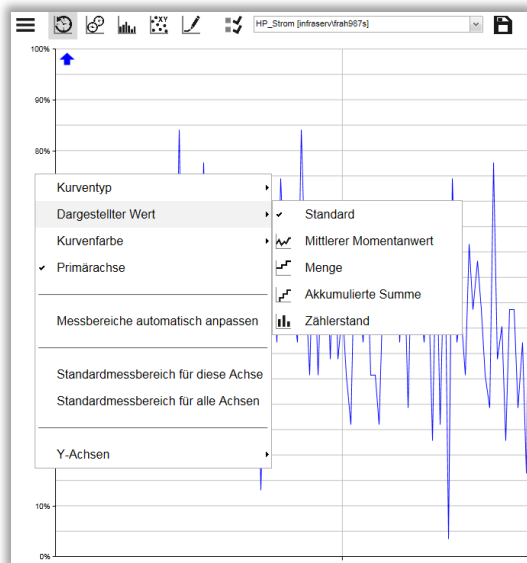 XY
HP_Strom [infraserv\frah987s]
100%
90%
80%
Kurventyp
Dargestellter Wert
Kurvenfarbe
Primärachse
Messbereiche automatisch anpassen
Standardmessbereich für diese Achse
Standardmessbereich für alle Achsen
Y-Achsen
Standard
Mittlerer Momentanwert
Menge
Akkumulierte Summe
Zählerstand
10%
0%